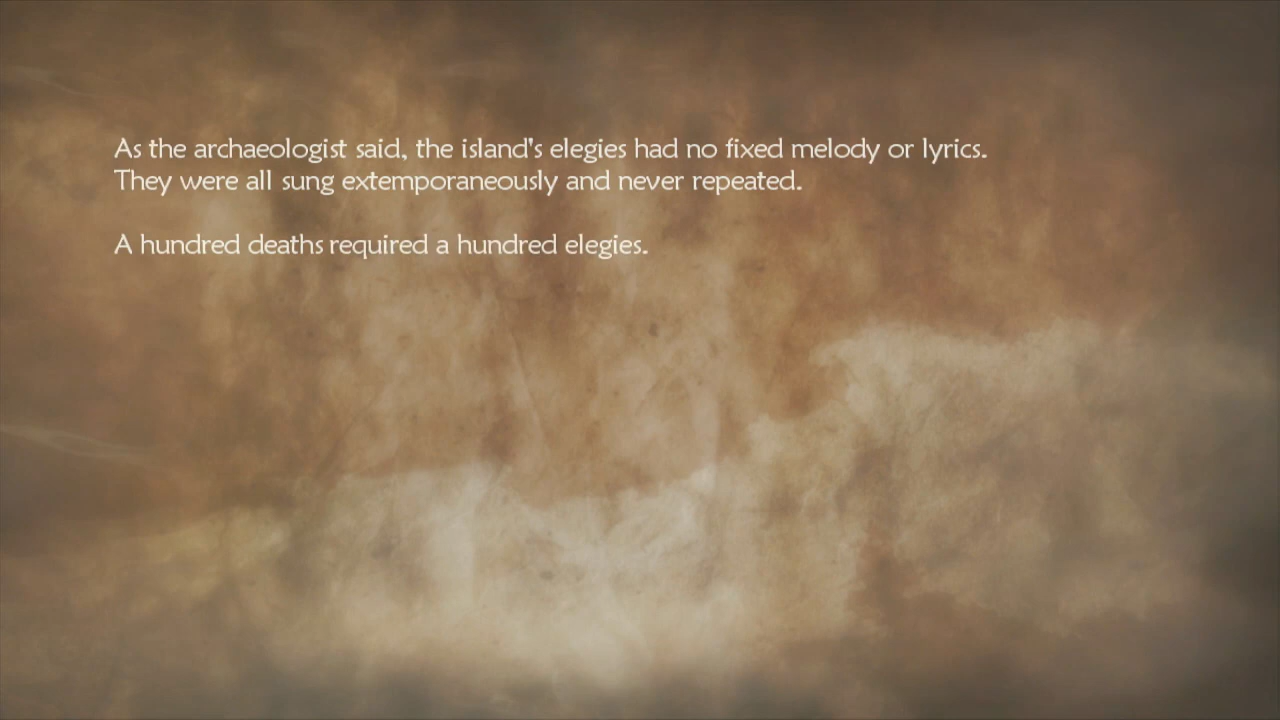 As the archaeologist said, the island's elegies had no fixed melody or lyrics.
They were all sung extemporaneously and never repeated.
A hundred deaths required a hundred elegies.